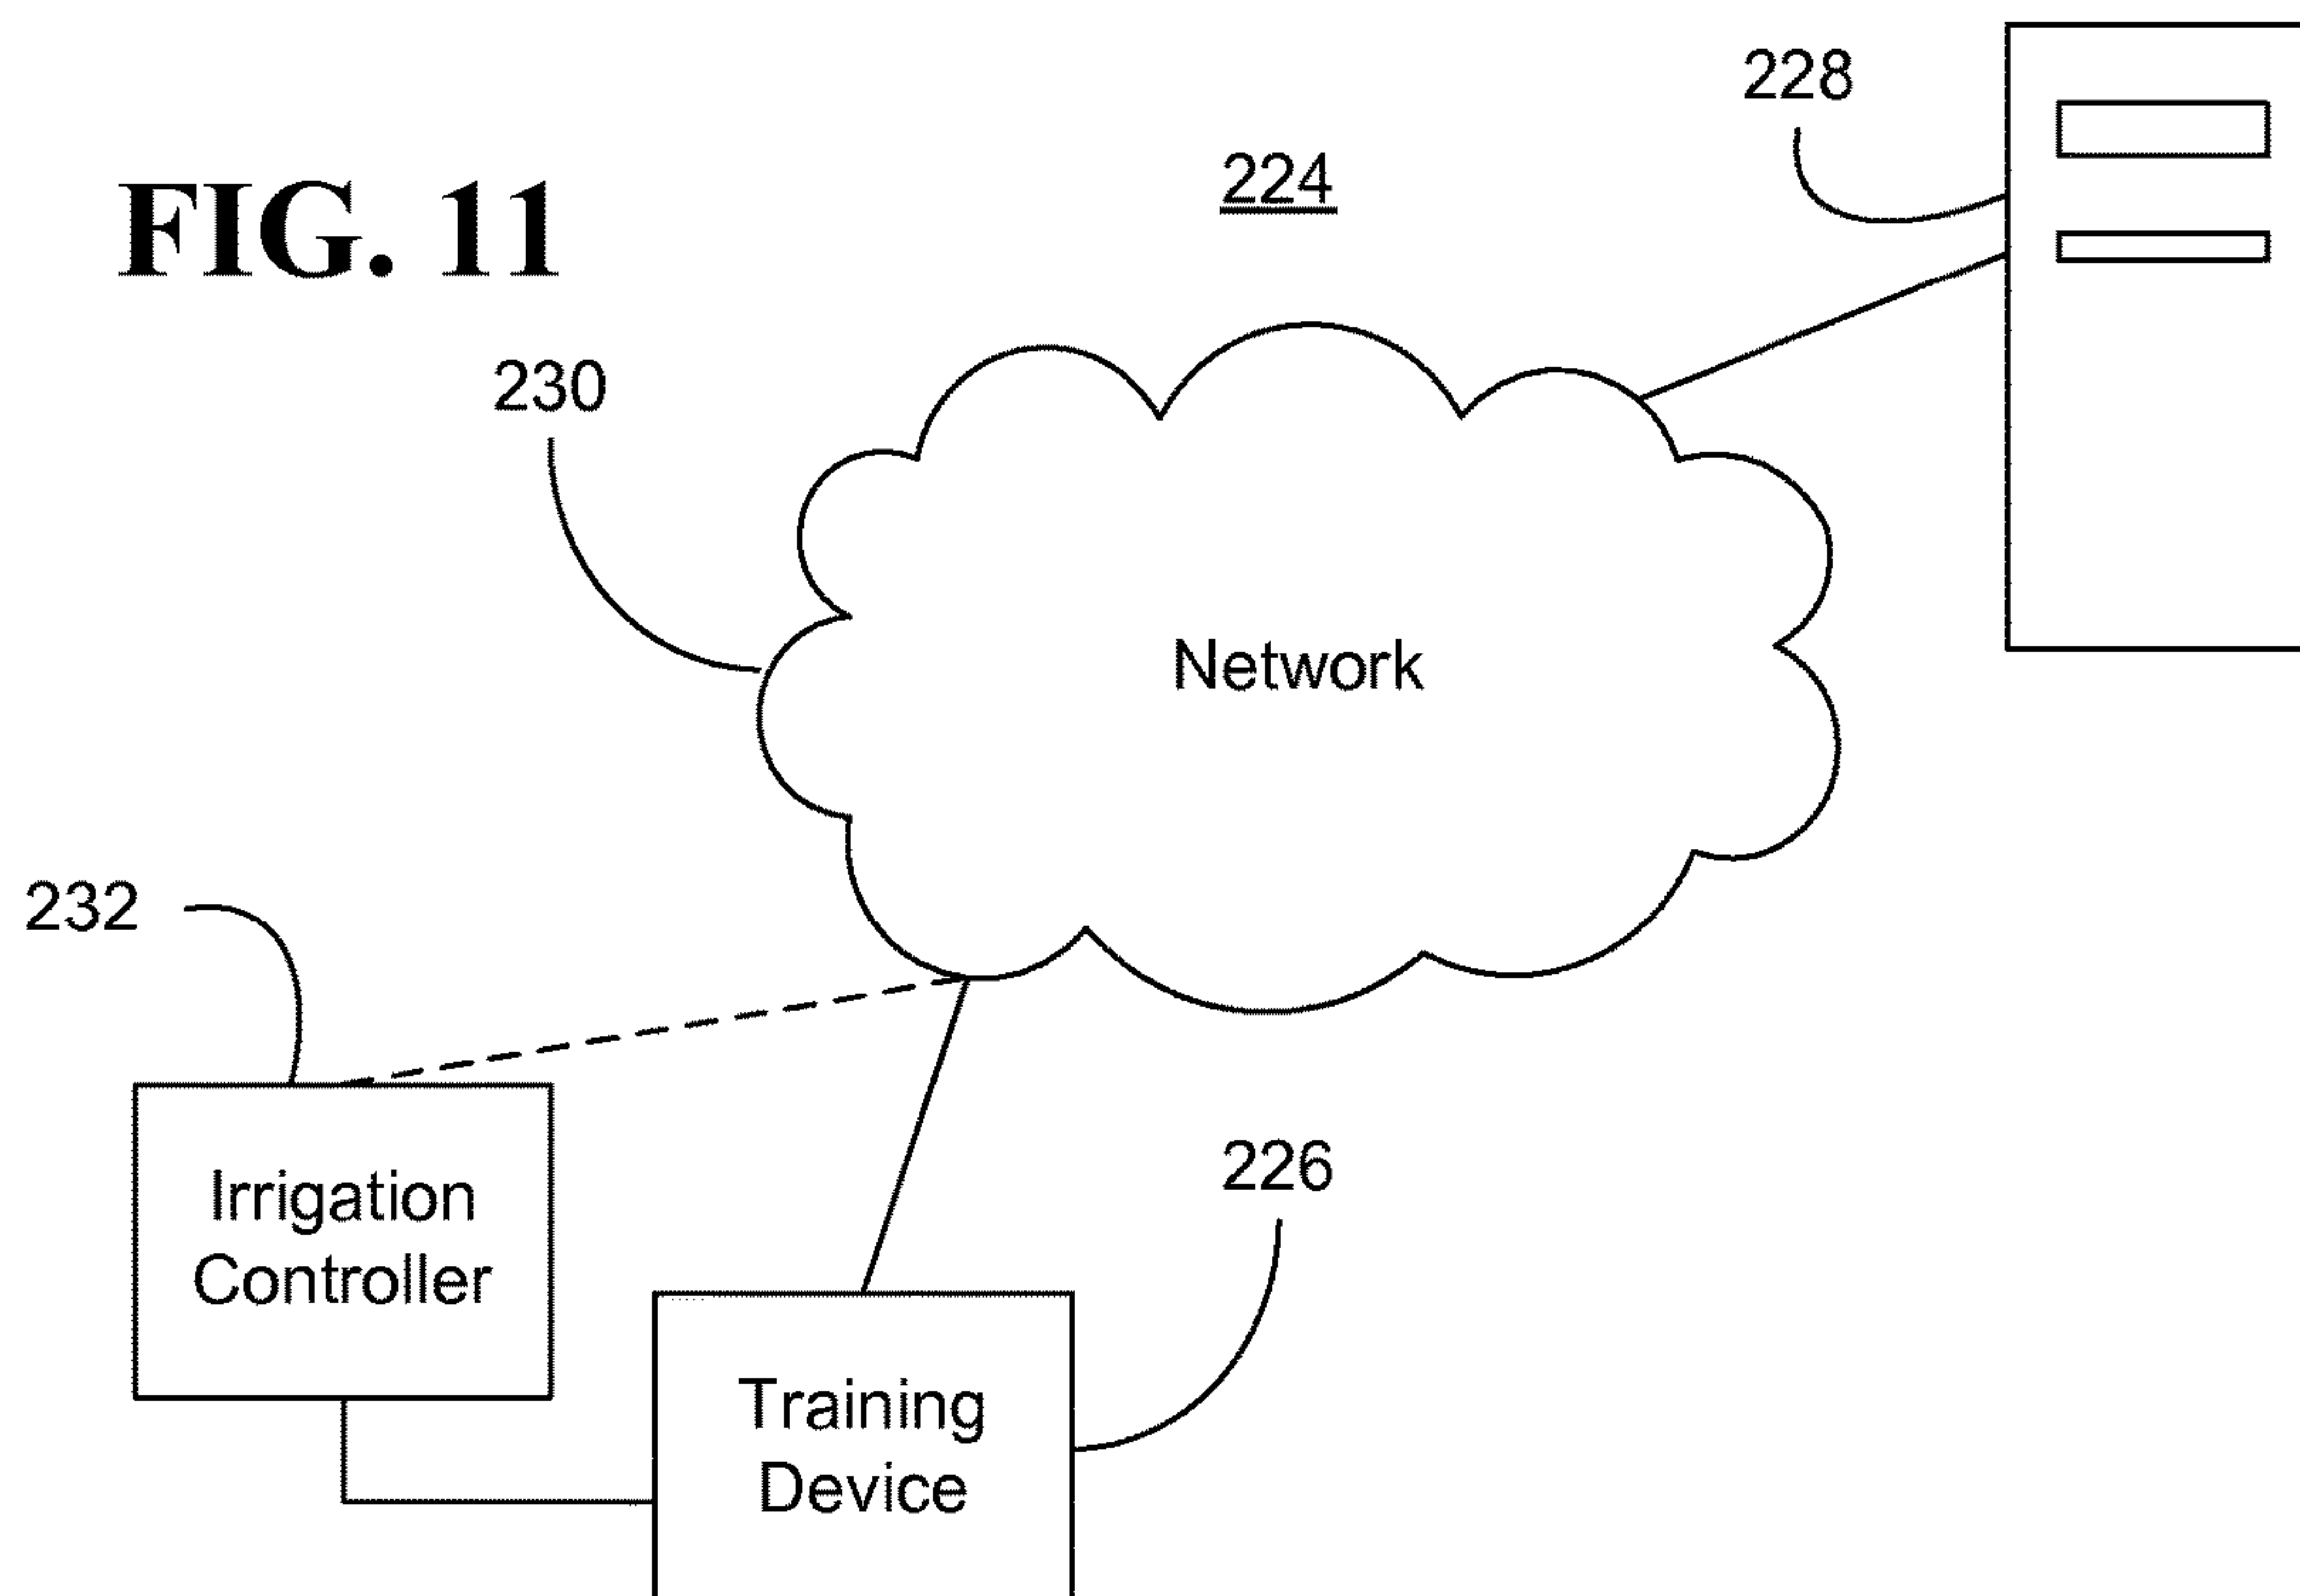 228
224
FIG. 11
230
Network
232
226
Irrigation
Controller
Training
Device